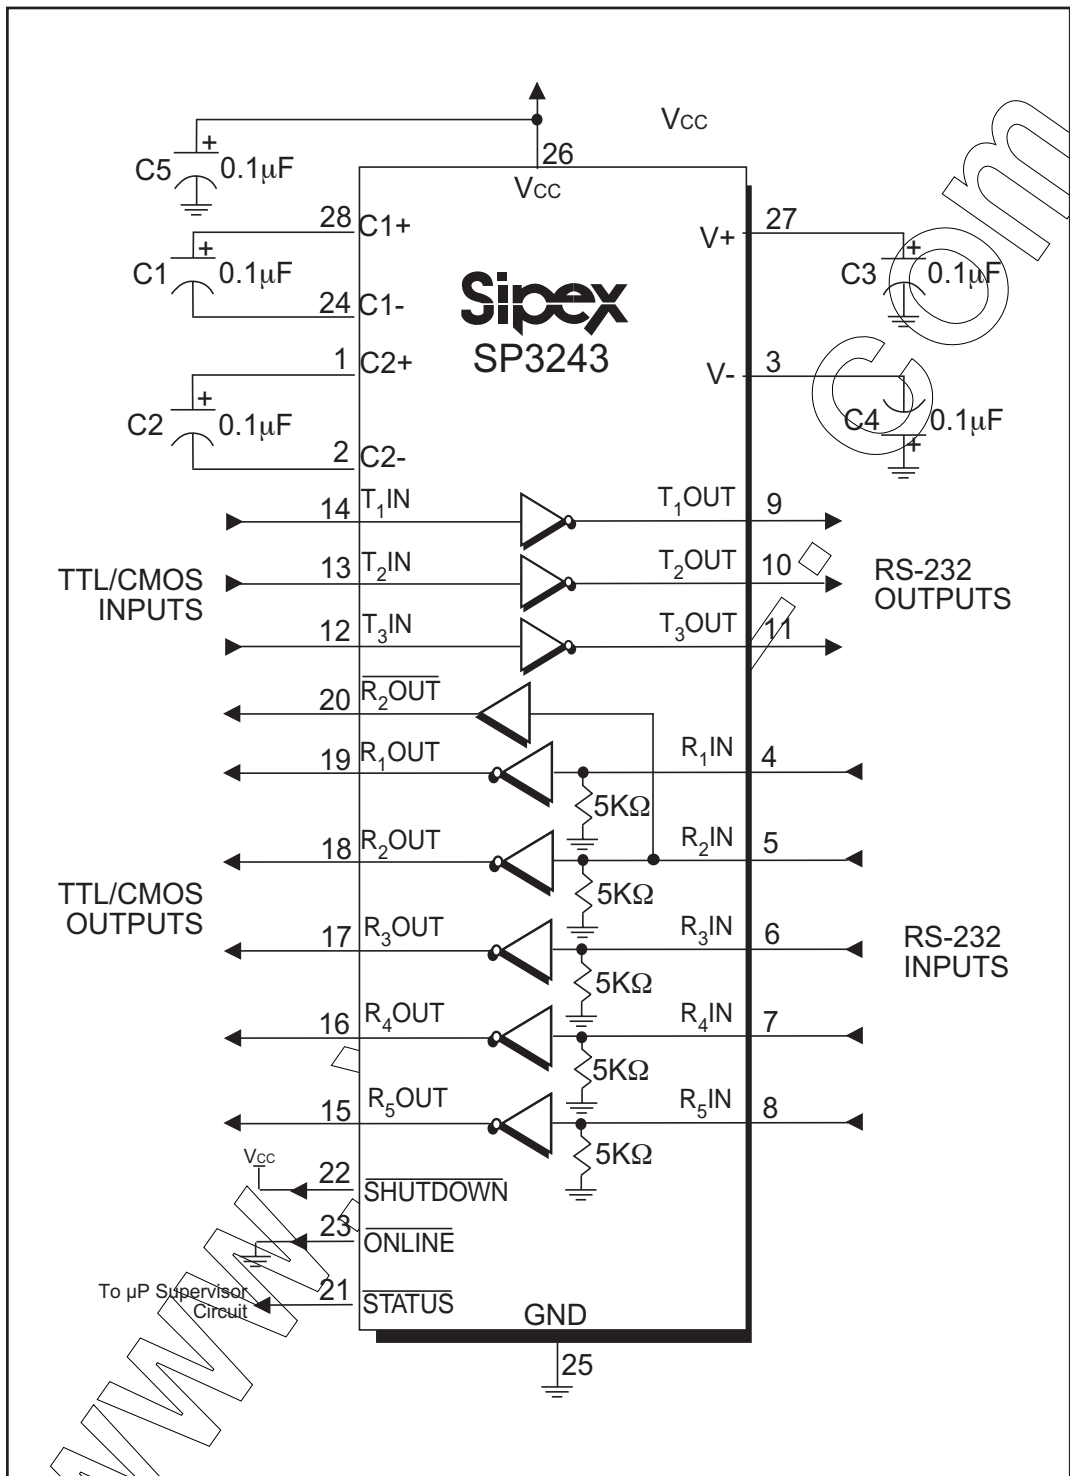 Vcc
26
C5 + 0.1µF
Vcc
28 C1+
V+ 27
C1 + 0.1µF
C3 + 0.1µF
Sipex
24 C1-
SP3243
1 C2+
V- 3
C2 + 0.1µF
C4 + 0.1µF
2 C2-
14 T1IN T1OUT 9
13 T2IN T2OUT 10
TTL/CMOS
INPUTS
RS-232
OUTPUTS
12 T3IN T3OUT 11
20 R2OUT
19 R1OUT R1IN 4
5KΩ
18 R2OUT R2IN 5
5KΩ
TTL/CMOS
OUTPUTS
17 R3OUT R3IN 6
RS-232
INPUTS
5KΩ
16 R4OUT R4IN 7
5KΩ
15 R5OUT R5IN 8
5KΩ
Vcc
22 SHUTDOWN
23 ONLINE
To µP Supervisor
Circuit
21 STATUS
GND
25
www
.com